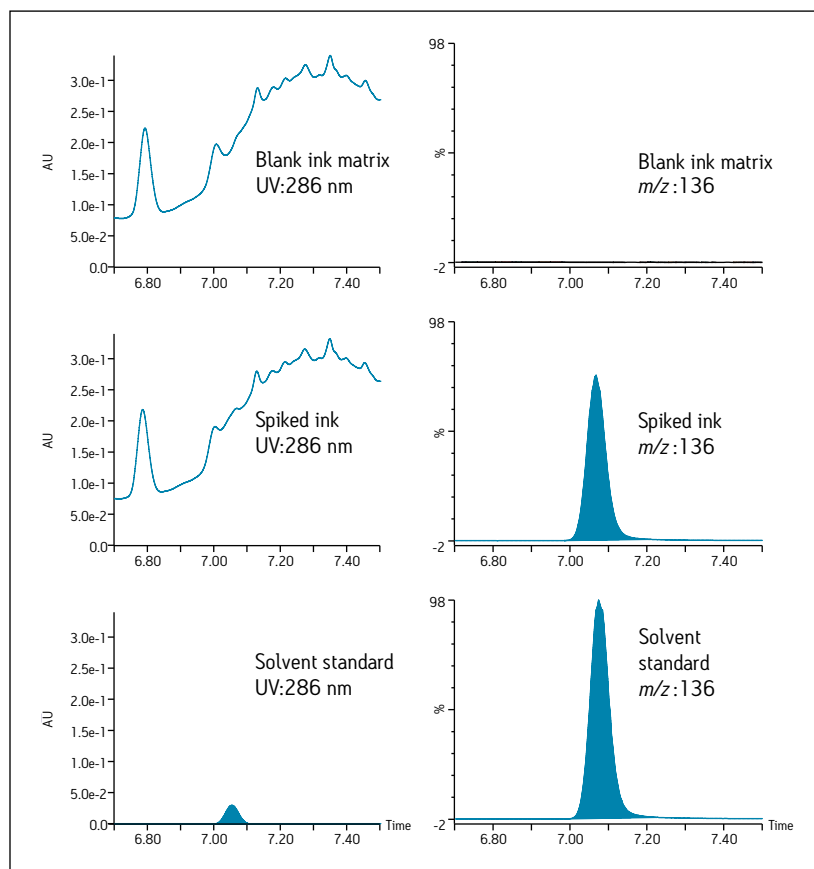 3.0e-1
2.5e-1
2.0e-1
1.5e-1
1.0e-1
5.0e-2
0.0
AU
6.80 7.00 7.20 7.40
Blank ink matrix
UV:286 nm
98
%
-2
6.80 7.00 7.20 7.40
Blank ink matrix
m/z:136
3.0e-1
2.5e-1
2.0e-1
1.5e-1
1.0e-1
5.0e-2
0.0
AU
6.80 7.00 7.20 7.40
Spiked ink
UV:286 nm
98
%
-2
6.80 7.00 7.20 7.40
Spiked ink
m/z:136
3.0e-1
2.5e-1
2.0e-1
1.5e-1
1.0e-1
5.0e-2
0.0
AU
6.80 7.00 7.20 7.40 Time
Solvent standard
UV:286 nm
98
%
-2
6.80 7.00 7.20 7.40 Time
Solvent
standard
m/z:136